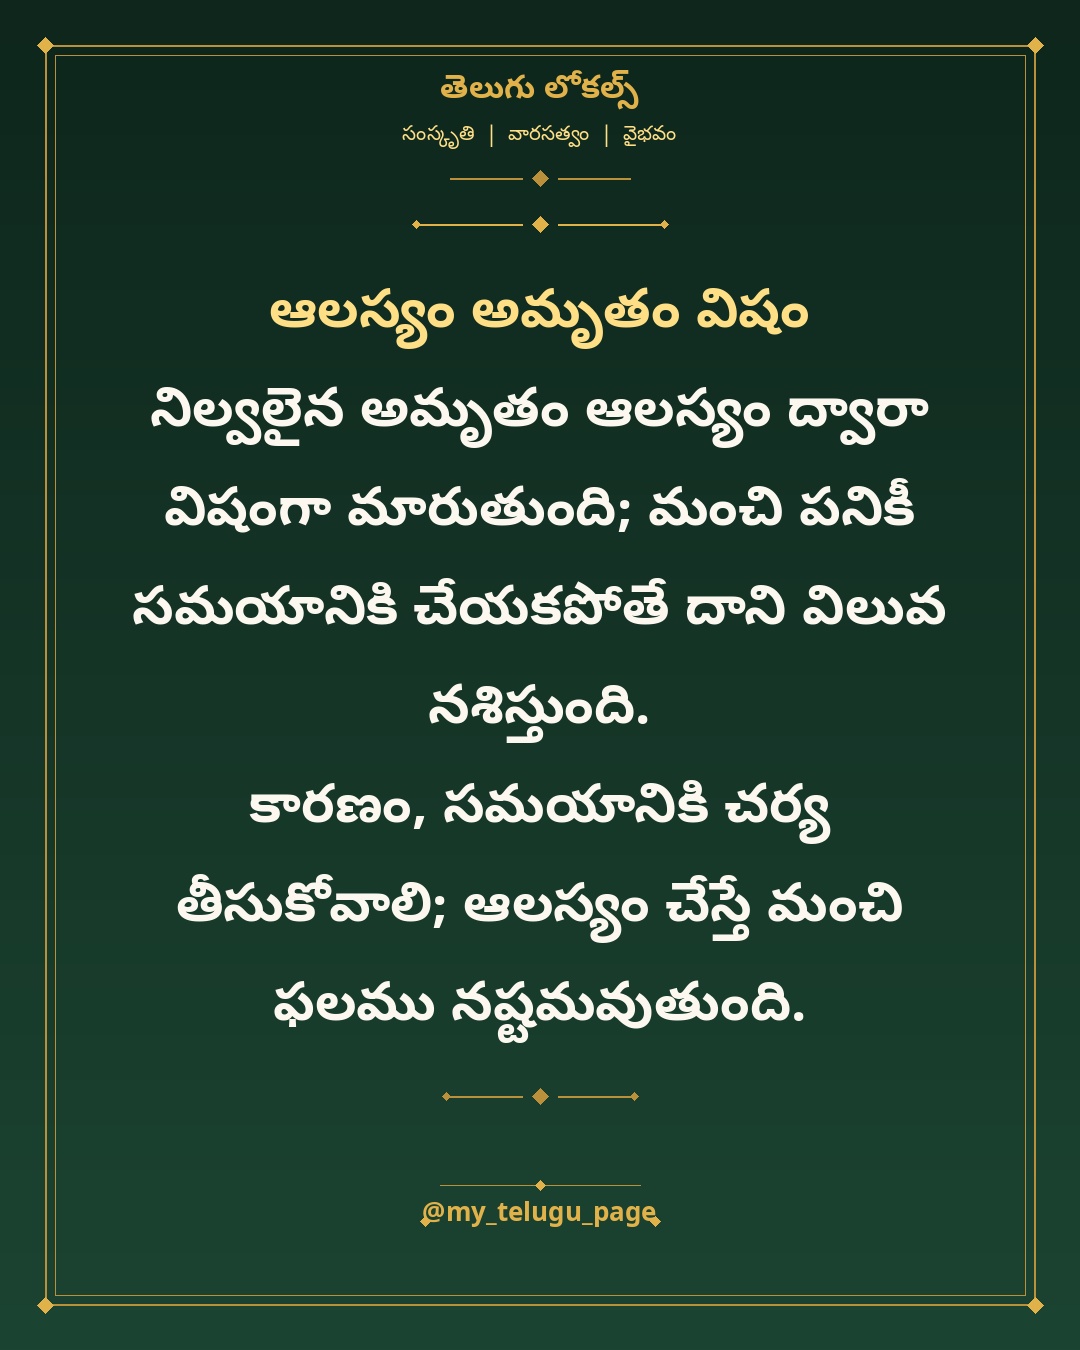 తెలుగు లోకల్స్
సంస్కృతి | వారసత్వం | వైభవం
ఆలస్యం అమృతం విషం
నిల్వలైన అమృతం ఆలస్యం ద్వారా
విషంగా మారుతుంది; మంచి పనికీ
సమయానికి చేయకపోతే దాని విలువ
నశిస్తుంది.
కారణం, సమయానికి చర్య
తీసుకోవాలి; ఆలస్యం చేస్తే మంచి
ఫలము నష్టమవుతుంది.
@my_telugu_page